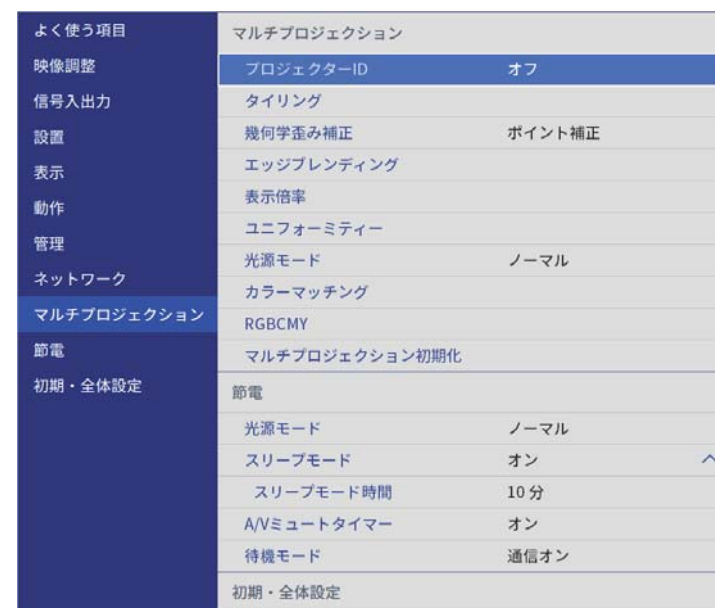 よく使う項目
映像調整
信号入出力
設置
表示
動作
管理
ネットワーク
マルチプロジェクション
節電
初期・全体設定
マルチプロジェクション
プロジェクターID オフ
タイリング
幾何学歪み補正 ポイント補正
エッジブレンディング
表示倍率
ユニフォーミティー
光源モード ノーマル
カラーマッチング
RGBCMY
マルチプロジェクション初期化
節電
光源モード ノーマル
スリープモード オン
スリープモード時間 10 分
A/Vミュートタイマー オン
待機モード 通信オン
初期・全体設定